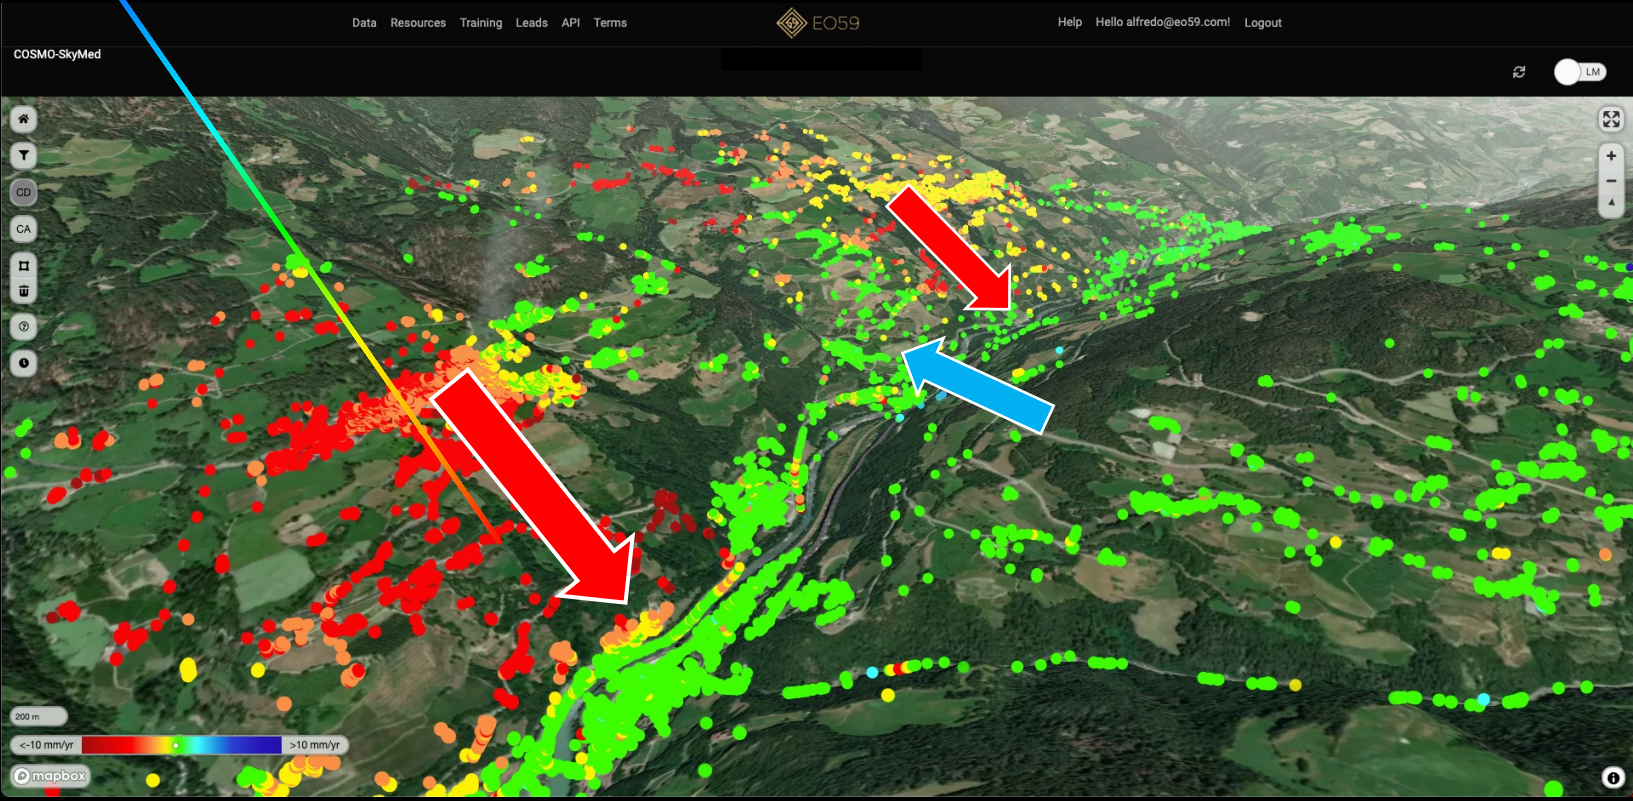 Data Resources Training Leads API Terms EO59 Help Hello alfredo@eo59.com! Logout
COSMO-SkyMed
LM
CD
CA
200 m
<-10 mm/yr >10 mm/yr
mapbox